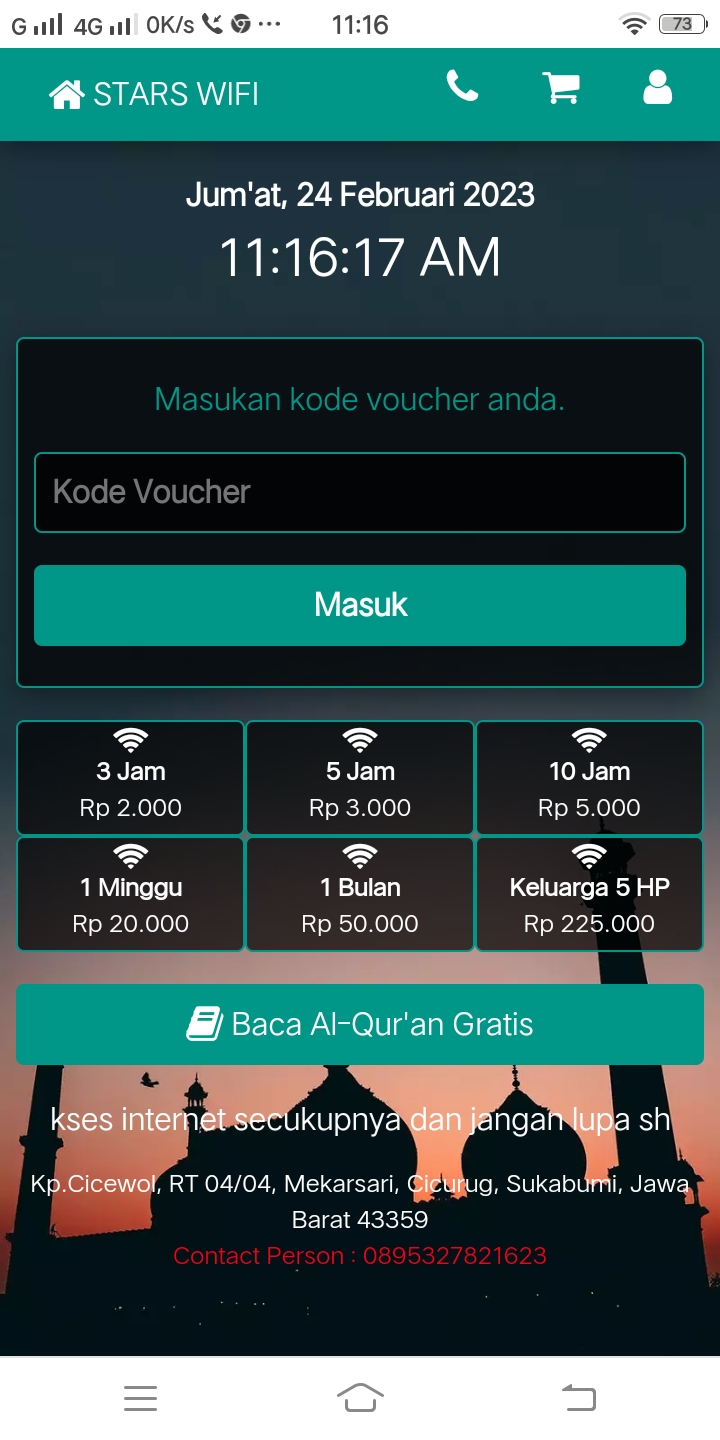 G 4G 0K/s ... 11:16 73
STARS WIFI
Jum'at, 24 Februari 2023
11:16:17 AM
Masukan kode voucher anda.
Kode Voucher
Masuk
3 Jam 5 Jam 10 Jam
Rp 2.000 Rp 3.000 Rp 5.000
1 Minggu 1 Bulan Keluarga 5 HP
Rp 20.000 Rp 50.000 Rp 225.000
Baca Al-Qur'an Gratis
kses internet secukupnya dan jangan lupa sh
Kp.Cicewol, RT 04/04, Mekarsari, Cicurug, Sukabumi, Jawa
Barat 43359
Contact Person : 0895327821623